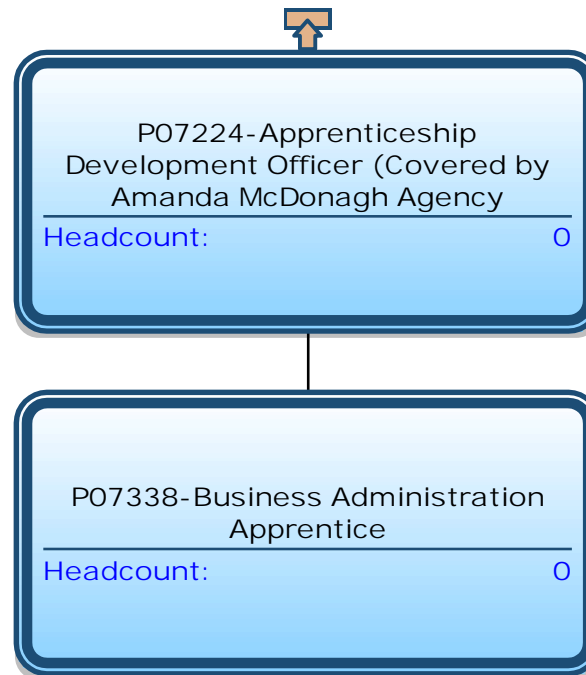 P07224-Apprenticeship
Development Officer (Covered by
Amanda McDonagh Agency
Headcount: 0
P07338-Business Administration
Apprentice
Headcount: 0